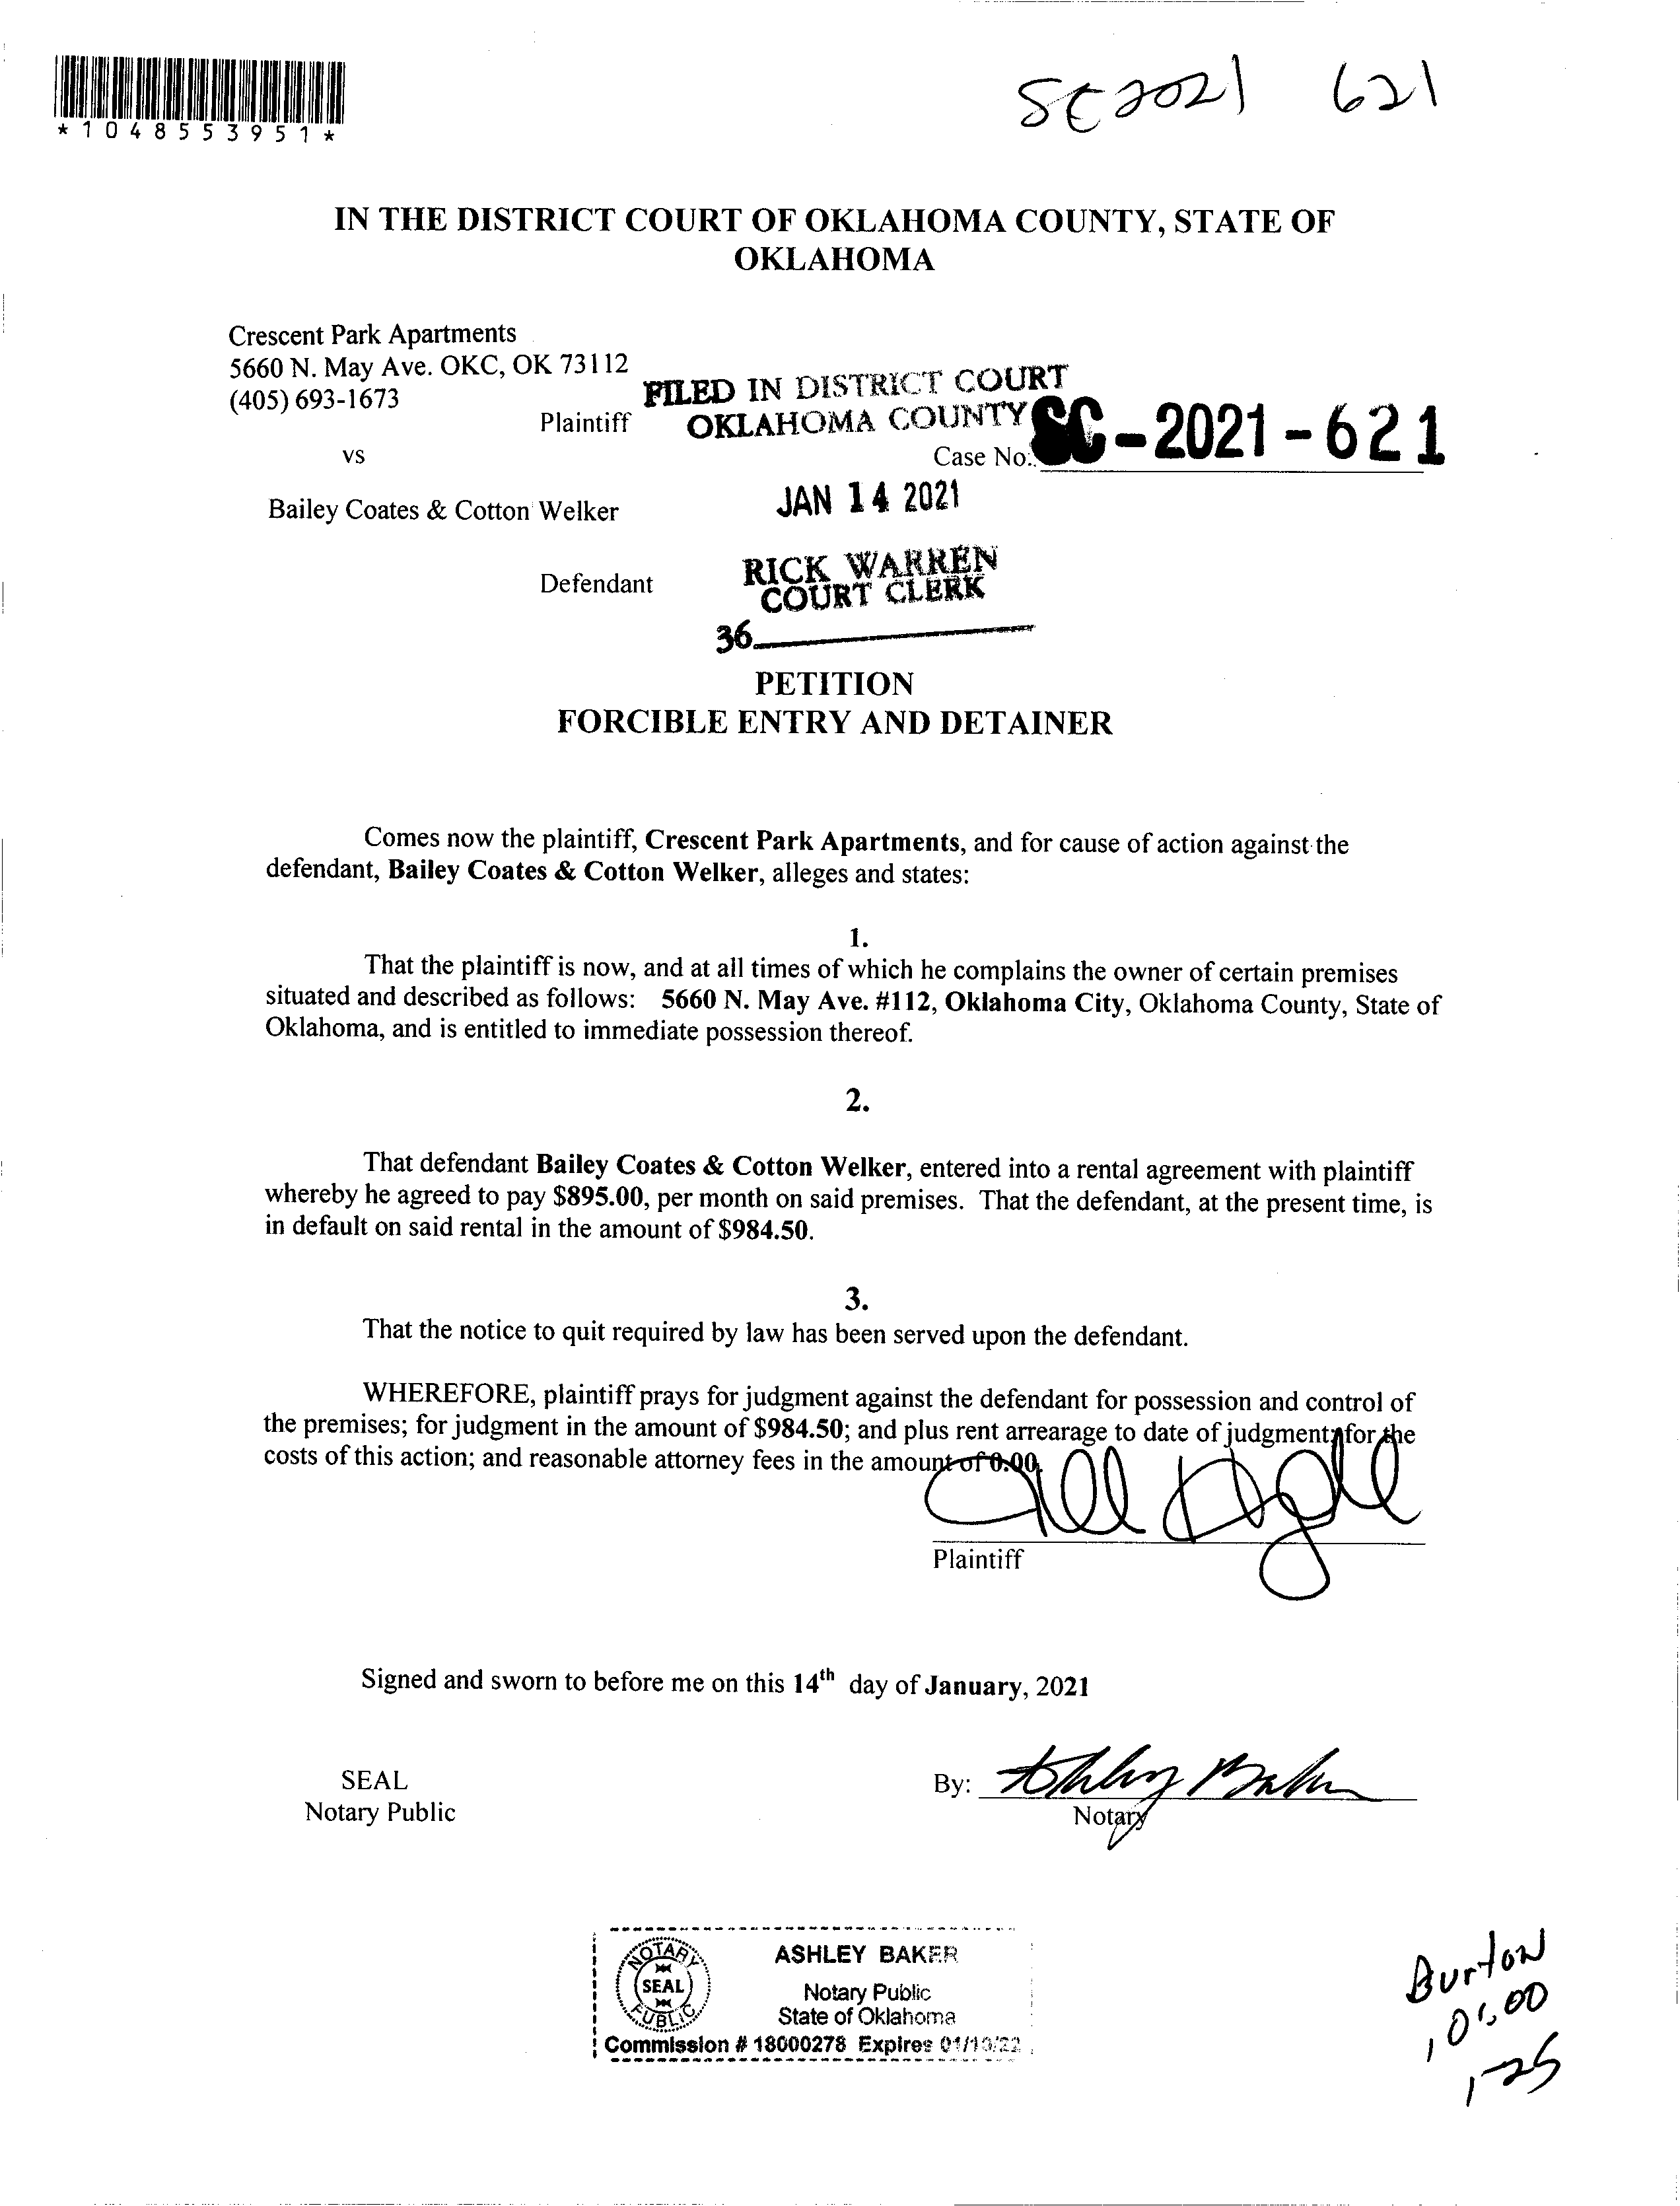 *1048553951*
SC2021 621
IN THE DISTRICT COURT OF OKLAHOMA COUNTY, STATE OF
OKLAHOMA
Crescent Park Apartments
5660 N. May Ave. OKC, OK 73112
(405) 693-1673
Plaintiff
FILED IN DISTRICT COURT
OKLAHOMA COUNTY
vs
Case No: SC-2021-621
Bailey Coates & Cotton Welker
JAN 14 2021
Defendant
RICK WARREN
COURT CLERK
36
PETITION
FORCIBLE ENTRY AND DETAINER
Comes now the plaintiff, Crescent Park Apartments, and for cause of action against the
defendant, Bailey Coates & Cotton Welker, alleges and states:
1.
That the plaintiff is now, and at all times of which he complains the owner of certain premises
situated and described as follows: 5660 N. May Ave. #112, Oklahoma City, Oklahoma County, State of
Oklahoma, and is entitled to immediate possession thereof.
2.
That defendant Bailey Coates & Cotton Welker, entered into a rental agreement with plaintiff
whereby he agreed to pay $895.00, per month on said premises. That the defendant, at the present time, is
in default on said rental in the amount of $984.50.
3.
That the notice to quit required by law has been served upon the defendant.
WHEREFORE, plaintiff prays for judgment against the defendant for possession and control of
the premises; for judgment in the amount of $984.50; and plus rent arrearage to date of judgment; for the
costs of this action; and reasonable attorney fees in the amount of 0.00.
Plaintiff
Signed and sworn to before me on this 14th day of January, 2021
SEAL
Notary Public
By: Ashley Baker
Notary
NOTARY PUBLIC
SEAL
ASHLEY BAKER
Notary Public
State of Oklahoma
Commission # 18000278 Expires 01/10/22
Burton
101.00
1-25